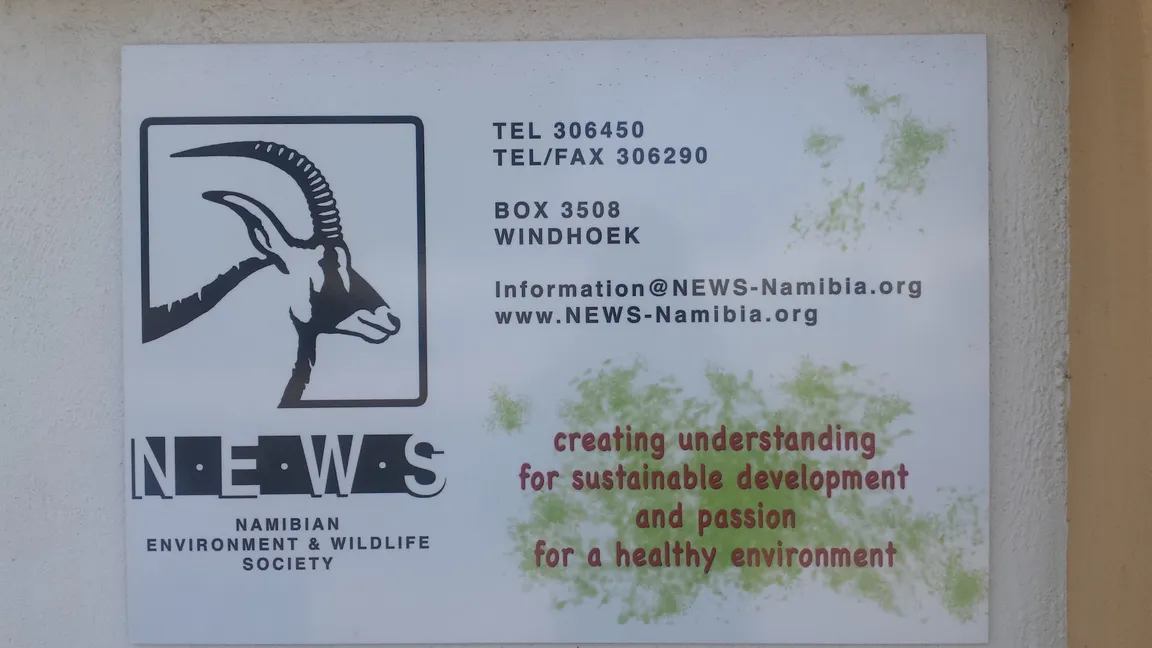 N·E·W·S
NAMIBIAN
ENVIRONMENT & WILDLIFE
SOCIETY
TEL 306450
TEL/FAX 306290
BOX 3508
WINDHOEK
Information@NEWS-Namibia.org
www.NEWS-Namibia.org
creating understanding
for sustainable development
and passion
for a healthy environment